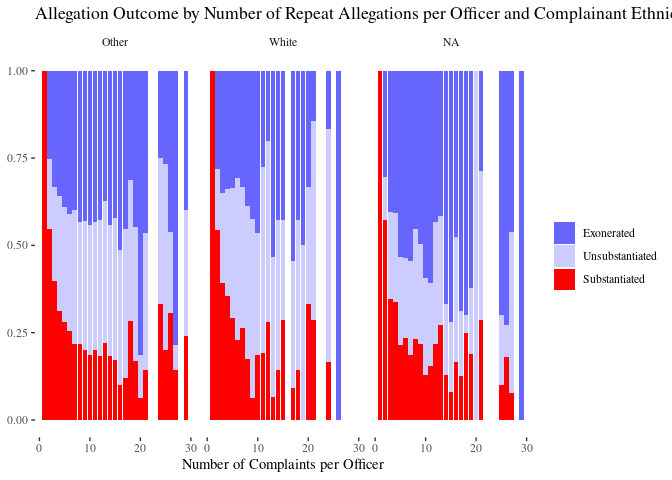 Allegation Outcome by Number of Repeat Allegations per Officer and Complainant Ethnic
Other White NA
1.00
0.75
0.50
0.25
0.00
Exonerated
Unsubstantiated
Substantiated
0 10 20 30 0 10 20 30 0 10 20 30
Number of Complaints per Officer